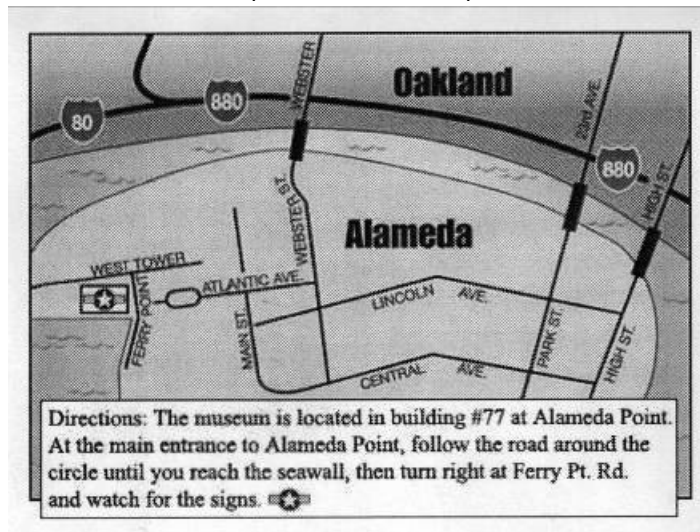 Oakland
WEBSTER
23rd AVE.
80
880
880
HIGH ST.
WEBSTER ST.
Alameda
WEST TOWER
ATLANTIC AVE.
FERRY POINT
LINCOLN AVE.
MAIN ST.
PARK ST.
HIGH ST.
CENTRAL AVE.
Directions: The museum is located in building #77 at Alameda Point.
At the main entrance to Alameda Point, follow the road around the
circle until you reach the seawall, then turn right at Ferry Pt. Rd.
and watch for the signs.